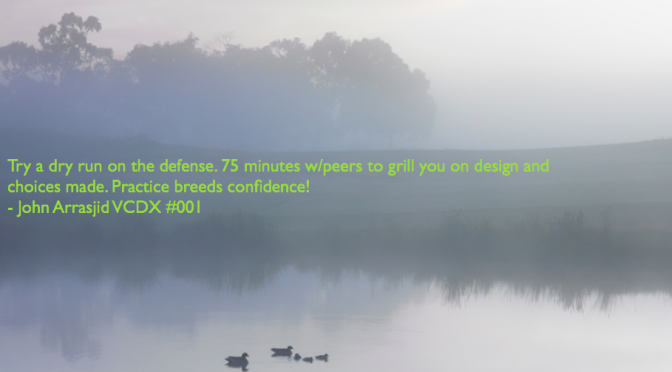 Try a dry run on the defense. 75 minutes w/peers to grill you on design and
choices made. Practice breeds confidence!
- John Arrasjid VCDX #001